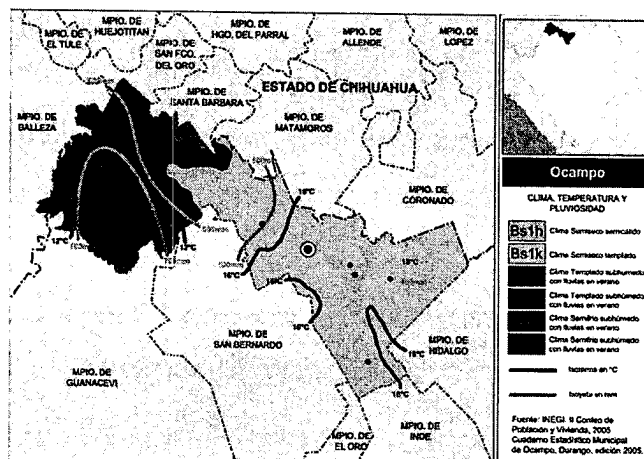 MPIO. DE
EL TULE
MPIO. DE
HUEJOTITAN
MPIO. DE
SAN FCO.
DEL ORO
MPIO. DE
HGO. DEL PARRAL
MPIO. DE
ALLENDE
MPIO. DE
LOPEZ
MPIO. DE
BALLEZA
MPIO. DE
SANTA BARBARA
ESTADO DE CHIHUAHUA
MPIO. DE
MATAMOROS
MPIO. DE
CORONADO
16°C
12°C
12°C
16°C
16°C
16°C
MPIO. DE
SAN BERNARDO
MPIO. DE
HIDALGO
MPIO. DE
GUANACEVI
MPIO. DE
EL ORO
MPIO. DE
INDE
Ocampo
CLIMA, TEMPERATURA Y
PLUVIOSIDAD
Bs1h Clima Semiseco semicálido
Bs1k Clima Semiseco templado
Clima Templado subhúmedo
con lluvias en verano
Clima Templado subhúmedo
con lluvias en verano
Clima Semifrío subhúmedo
con lluvias en verano
Clima Semifrío subhúmedo
con lluvias en verano
Isoterma en °C
Isoyeta en mm
Fuente: INEGI. II Conteo de
Población y Vivienda, 2005
Cuaderno Estadístico Municipal
de Ocampo, Durango, edición 2005